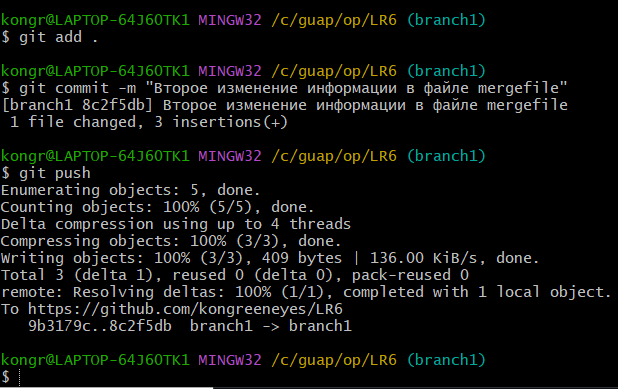 kongr@LAPTOP-64J6OTK1 MINGW32 /c/guap/op/LR6 (branch1)
$ git add .
kongr@LAPTOP-64J6OTK1 MINGW32 /c/guap/op/LR6 (branch1)
$ git commit -m "Второе изменение информации в файле mergefile"
[branch1 8c2f5db] Второе изменение информации в файле mergefile
 1 file changed, 3 insertions(+)
kongr@LAPTOP-64J6OTK1 MINGW32 /c/guap/op/LR6 (branch1)
$ git push
Enumerating objects: 5, done.
Counting objects: 100% (5/5), done.
Delta compression using up to 4 threads
Compressing objects: 100% (3/3), done.
Writing objects: 100% (3/3), 409 bytes | 136.00 KiB/s, done.
Total 3 (delta 1), reused 0 (delta 0), pack-reused 0
remote: Resolving deltas: 100% (1/1), completed with 1 local object.
To https://github.com/kongreeneyes/LR6
   9b3179c..8c2f5db  branch1 -> branch1
kongr@LAPTOP-64J6OTK1 MINGW32 /c/guap/op/LR6 (branch1)
$